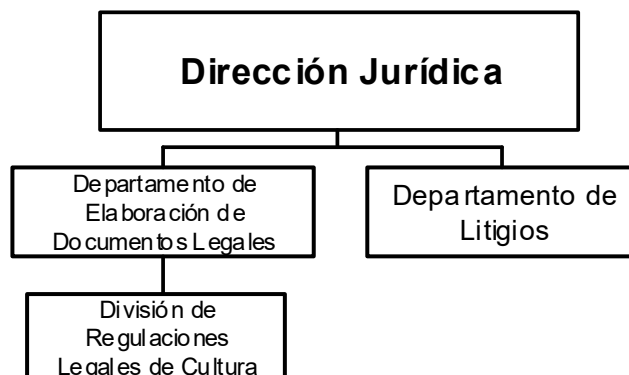 Dirección Jurídica
Departamento de
Elaboración de
Documentos Legales
Departamento de
Litigios
División de
Regulaciones
Legales de Cultura